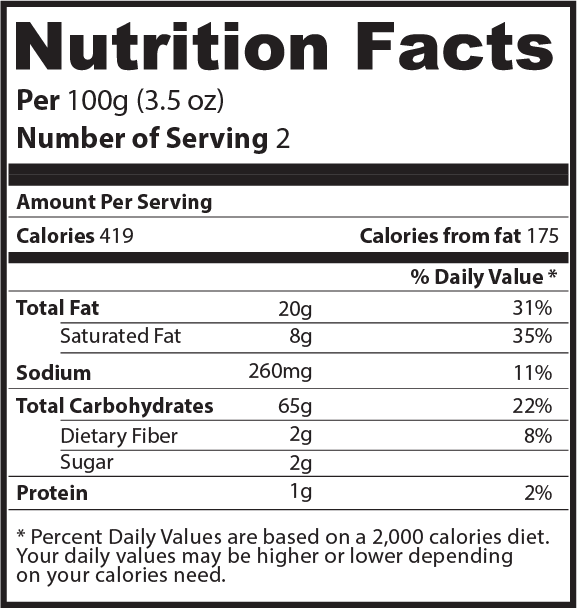 Nutrition Facts
Per 100g (3.5 oz)
Number of Serving 2
Amount Per Serving
Calories 419 Calories from fat 175
% Daily Value *
Total Fat 20g 31%
Saturated Fat 8g 35%
Sodium 260mg 11%
Total Carbohydrates 65g 22%
Dietary Fiber 2g 8%
Sugar 2g
Protein 1g 2%
* Percent Daily Values are based on a 2,000 calories diet.
Your daily values may be higher or lower depending
on your calories need.